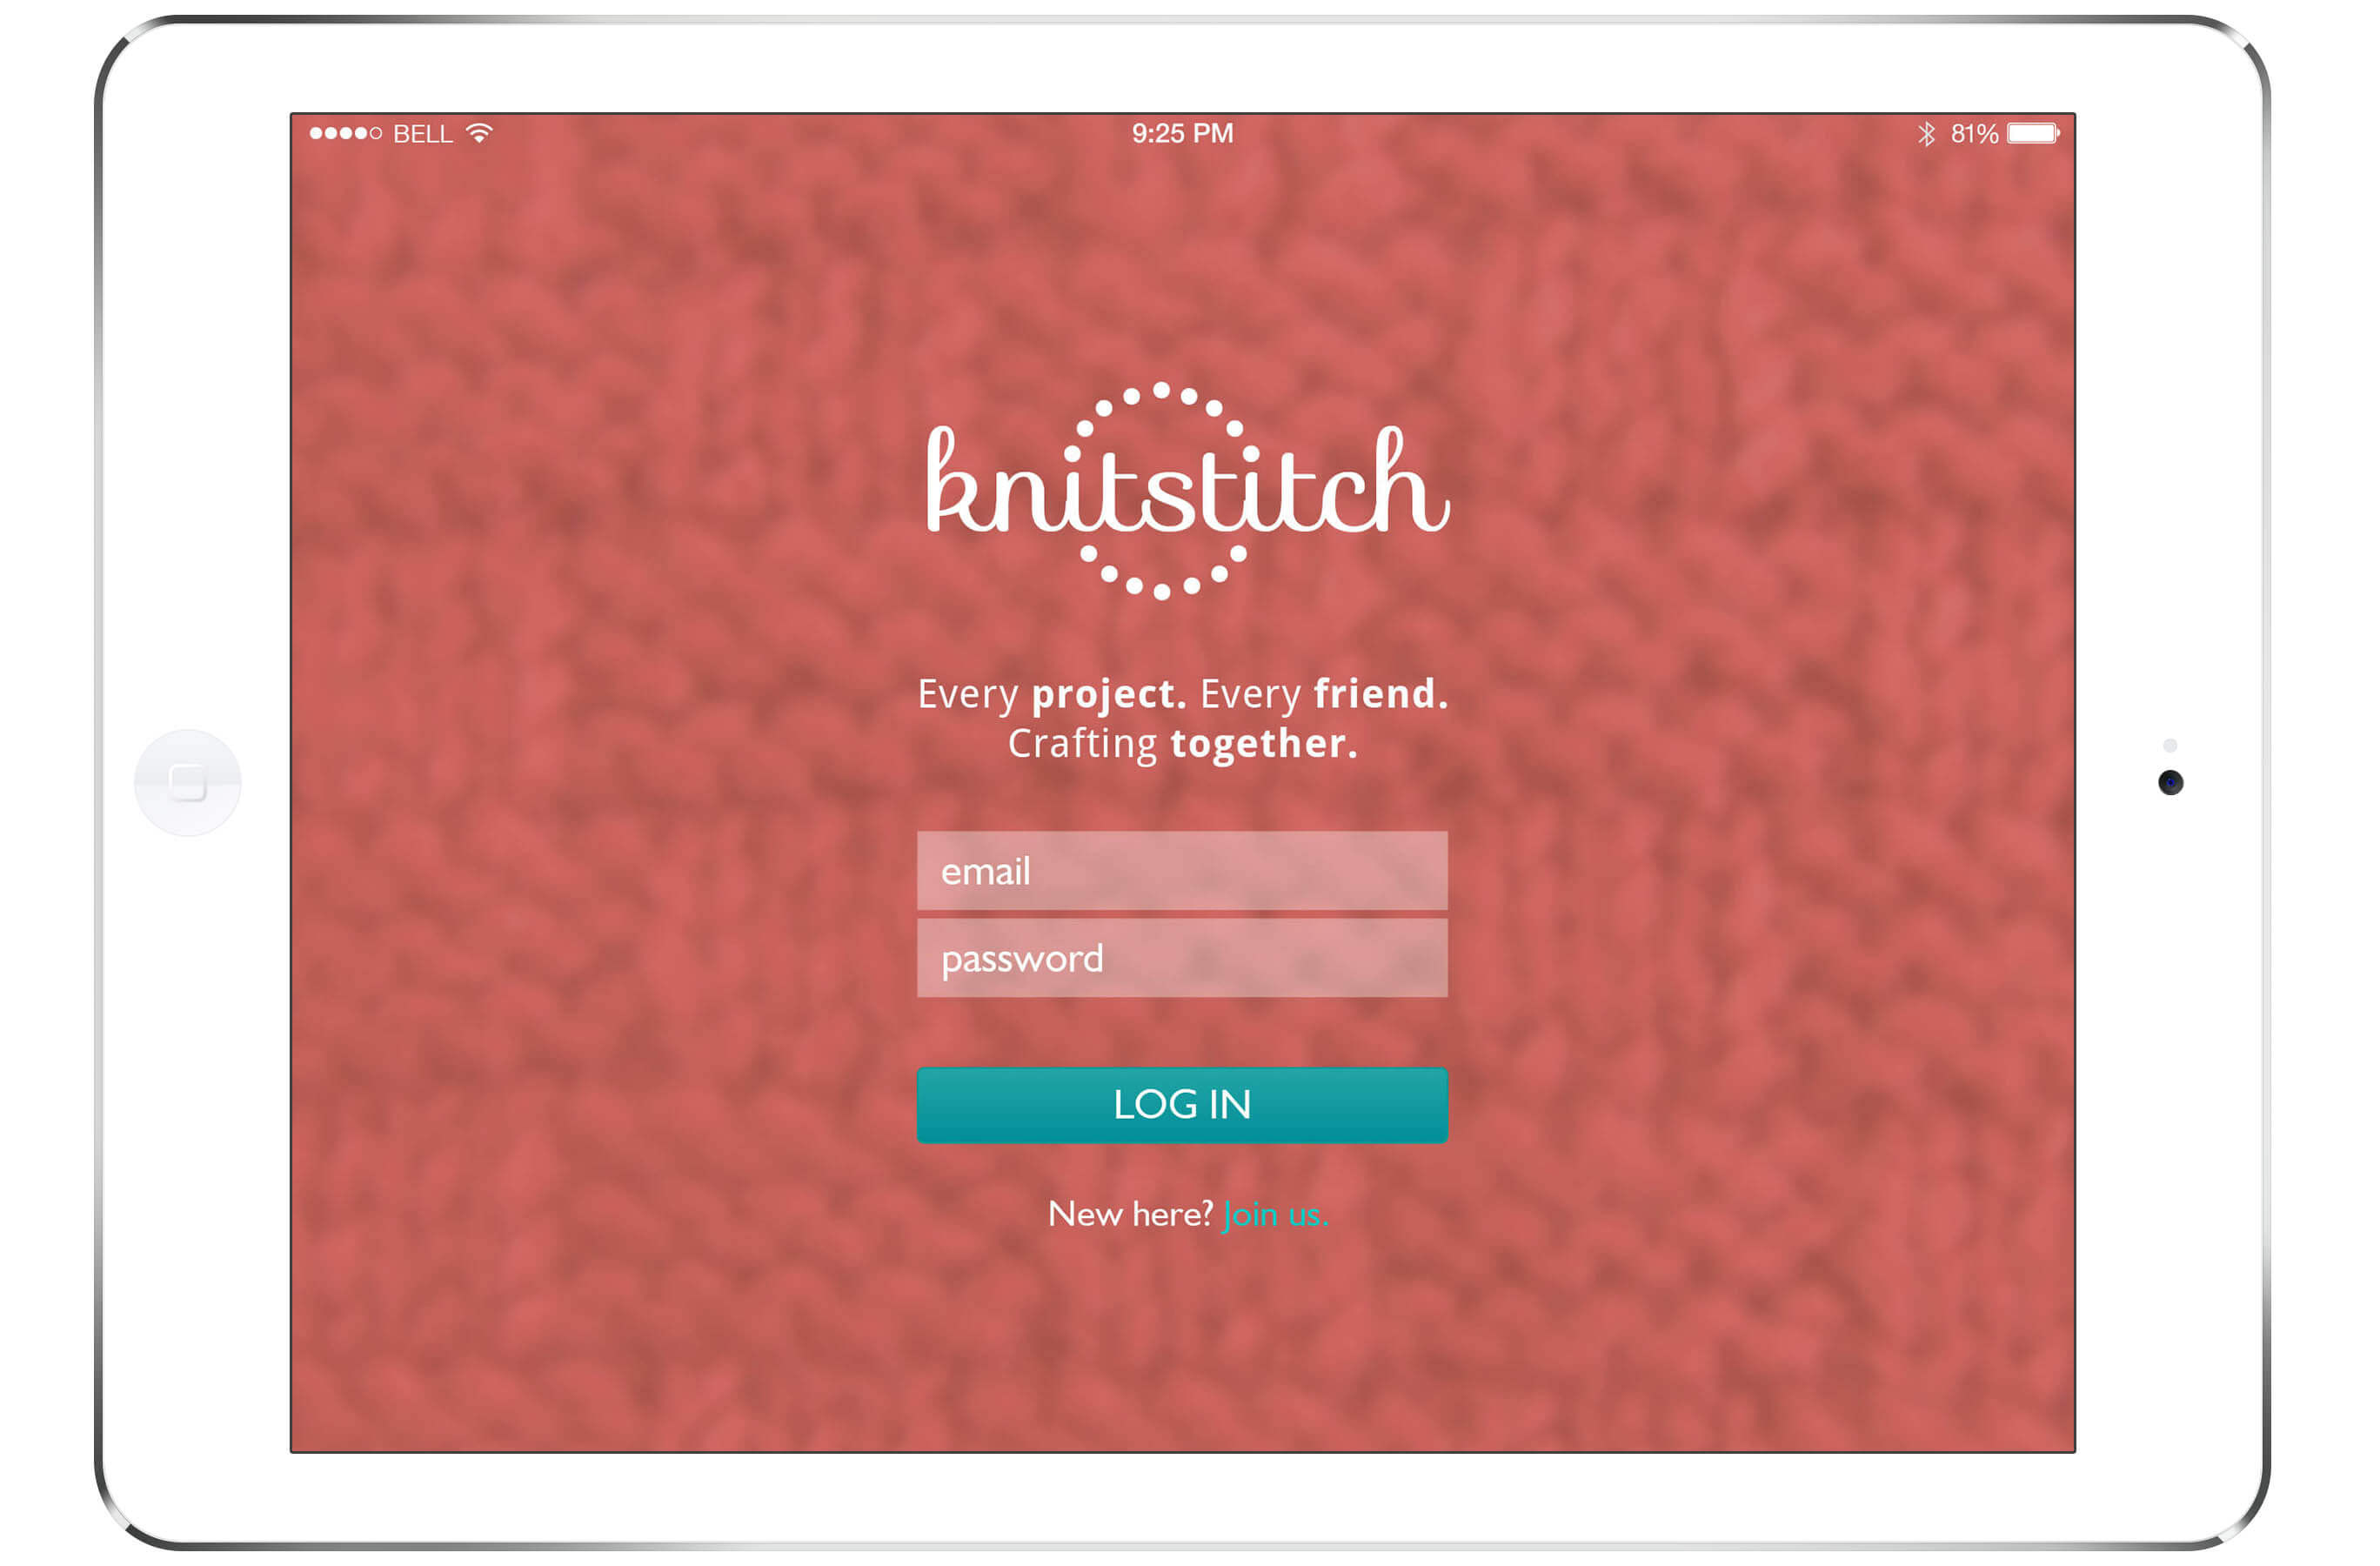 BELL 9:25 PM 81%
knitstitch
Every project. Every friend.
Crafting together.
email
password
LOG IN
New here? Join us.